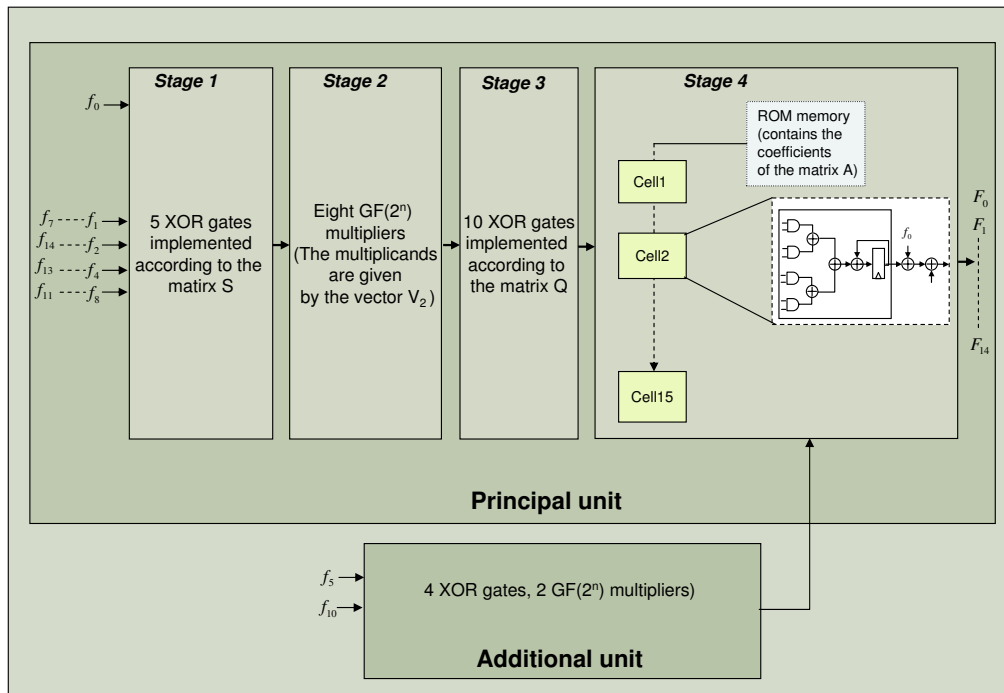 Stage 1
Stage 2
Stage 3
Stage 4
f0
f7 f1
f14 f2
f13 f4
f11 f8
5 XOR gates
implemented
according to the
matirx S
Eight GF(2^n)
multipliers
(The multiplicands
are given
by the vector V2)
10 XOR gates
implemented
according to
the matrix Q
ROM memory
(contains the
coefficients
of the matrix A)
Cell1
Cell2
Cell15
f0
F0
F1
F14
Principal unit
f5
f10
4 XOR gates, 2 GF(2^n) multipliers)
Additional unit